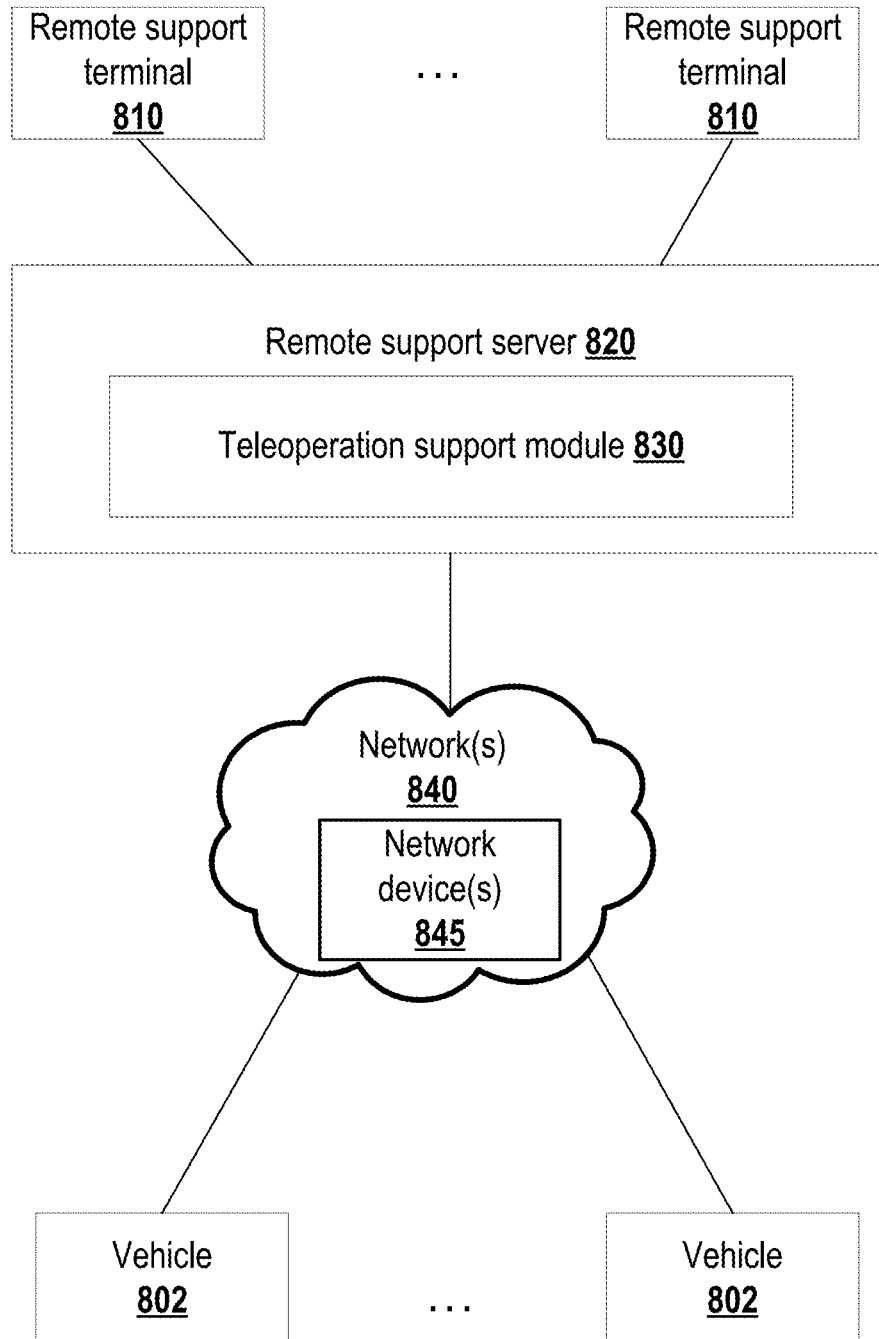 Remote support
terminal
810
...
Remote support
terminal
810
Remote support server 820
Teleoperation support module 830
Network(s)
840
Network
device(s)
845
Vehicle
802
...
Vehicle
802